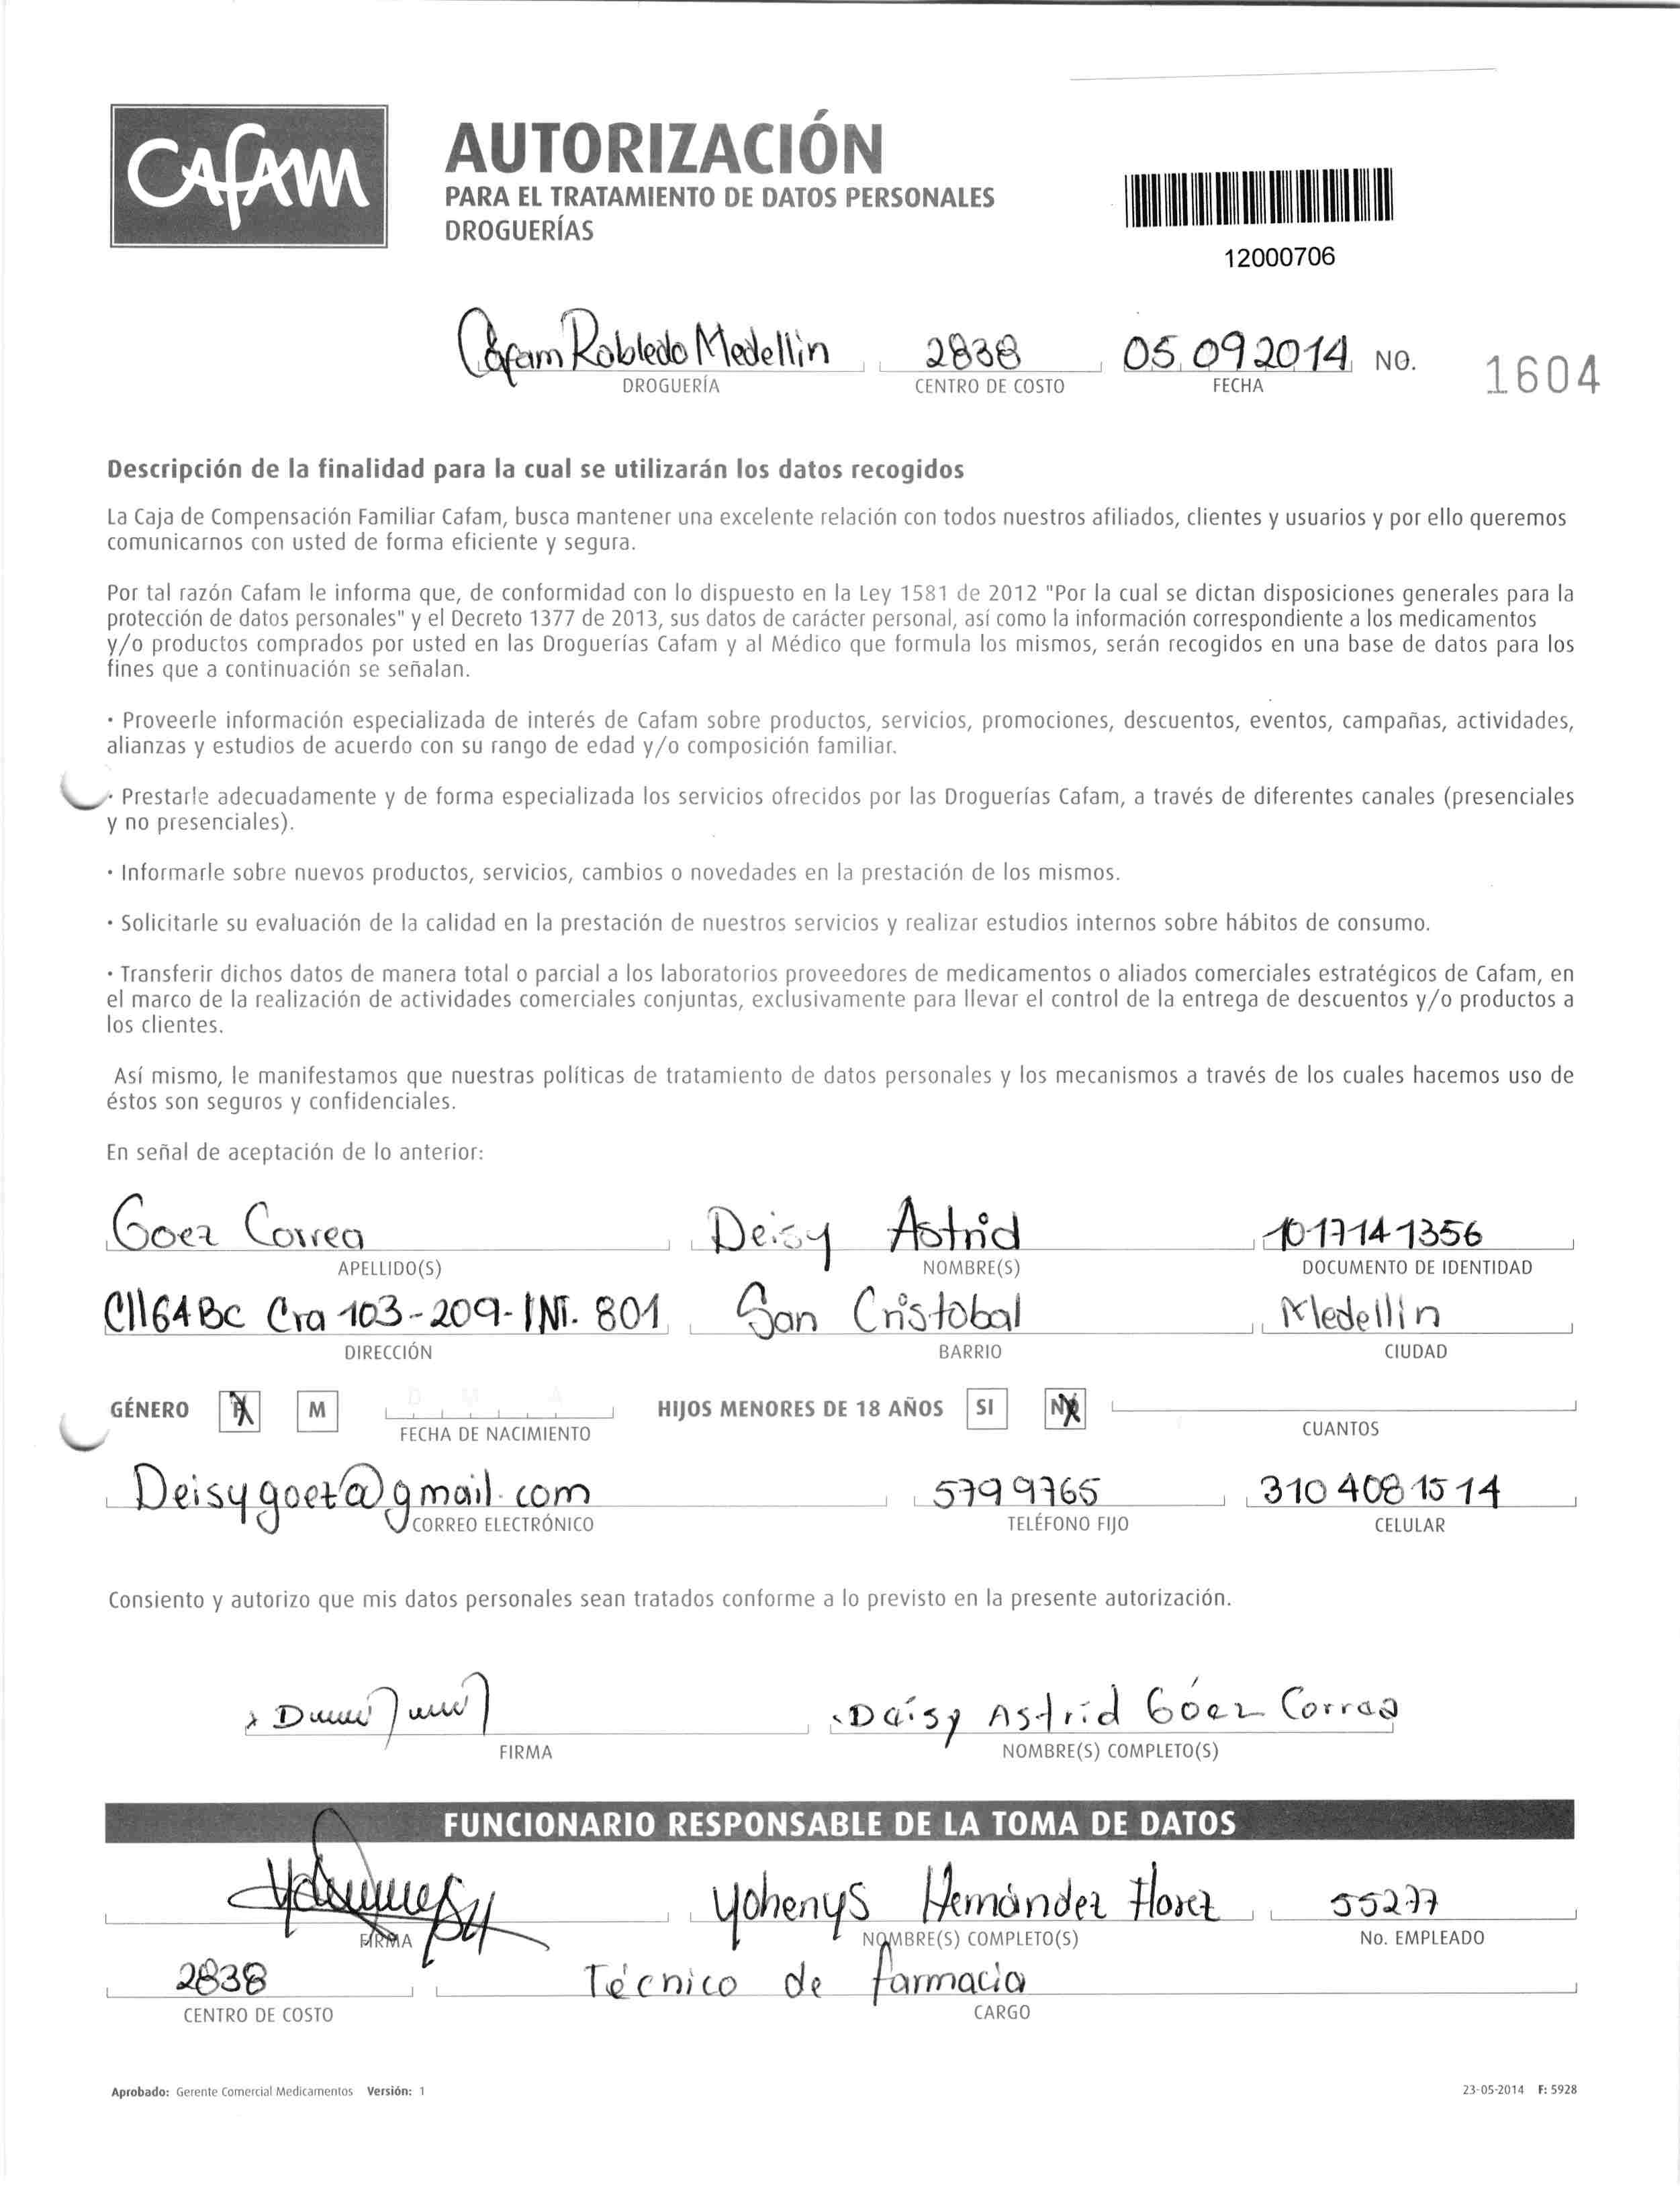 CAFAM
AUTORIZACIÓN
PARA EL TRATAMIENTO DE DATOS PERSONALES
DROGUERÍAS
12000706
Cafam Robledo Medellin 2838 05 09 2014 NO. 1604
DROGUERÍA CENTRO DE COSTO FECHA
Descripción de la finalidad para la cual se utilizarán los datos recogidos
La Caja de Compensación Familiar Cafam, busca mantener una excelente relación con todos nuestros afiliados, clientes y usuarios y por ello queremos
comunicarnos con usted de forma eficiente y segura.
Por tal razón Cafam le informa que, de conformidad con lo dispuesto en la Ley 1581 de 2012 "Por la cual se dictan disposiciones generales para la
protección de datos personales" y el Decreto 1377 de 2013, sus datos de carácter personal, así como la información correspondiente a los medicamentos
y/o productos comprados por usted en las Droguerías Cafam y al Médico que formula los mismos, serán recogidos en una base de datos para los
fines que a continuación se señalan.
· Proveerle información especializada de interés de Cafam sobre productos, servicios, promociones, descuentos, eventos, campañas, actividades,
alianzas y estudios de acuerdo con su rango de edad y/o composición familiar.
· Prestarle adecuadamente y de forma especializada los servicios ofrecidos por las Droguerías Cafam, a través de diferentes canales (presenciales
y no presenciales).
· Informarle sobre nuevos productos, servicios, cambios o novedades en la prestación de los mismos.
· Solicitarle su evaluación de la calidad en la prestación de nuestros servicios y realizar estudios internos sobre hábitos de consumo.
· Transferir dichos datos de manera total o parcial a los laboratorios proveedores de medicamentos o aliados comerciales estratégicos de Cafam, en
el marco de la realización de actividades comerciales conjuntas, exclusivamente para llevar el control de la entrega de descuentos y/o productos a
los clientes.
Así mismo, le manifestamos que nuestras políticas de tratamiento de datos personales y los mecanismos a través de los cuales hacemos uso de
éstos son seguros y confidenciales.
En señal de aceptación de lo anterior:
Goez Correa Deisy Astrid 1017141356
APELLIDO(S) NOMBRE(S) DOCUMENTO DE IDENTIDAD
Cll 64 BC Cra 103-209-INT. 801 San Cristobal Medellin
DIRECCIÓN BARRIO CIUDAD
GÉNERO F M D M A HIJOS MENORES DE 18 AÑOS SI NO
FECHA DE NACIMIENTO CUANTOS
Deisygoez@gmail.com 5799765 310 408 1514
CORREO ELECTRÓNICO TELÉFONO FIJO CELULAR
Consiento y autorizo que mis datos personales sean tratados conforme a lo previsto en la presente autorización.
Deisy Astrid Góez Correa
FIRMA NOMBRE(S) COMPLETO(S)
FUNCIONARIO RESPONSABLE DE LA TOMA DE DATOS
Yohenys Hernández Florez 55277
FIRMA NOMBRE(S) COMPLETO(S) No. EMPLEADO
2838 Técnico de farmacia
CENTRO DE COSTO CARGO
Aprobado: Gerente Comercial Medicamentos Versión: 1 23-05-2014 F: 5928